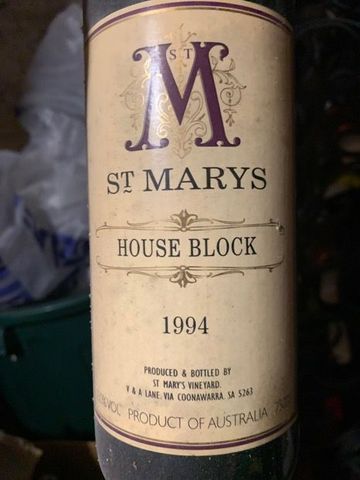 ST
M
ST MARYS
HOUSE BLOCK
1994
PRODUCED & BOTTLED BY
ST MARY'S VINEYARD.
V & A LANE. VIA COONAWARRA. SA 5263
VOL PRODUCT OF AUSTRALIA